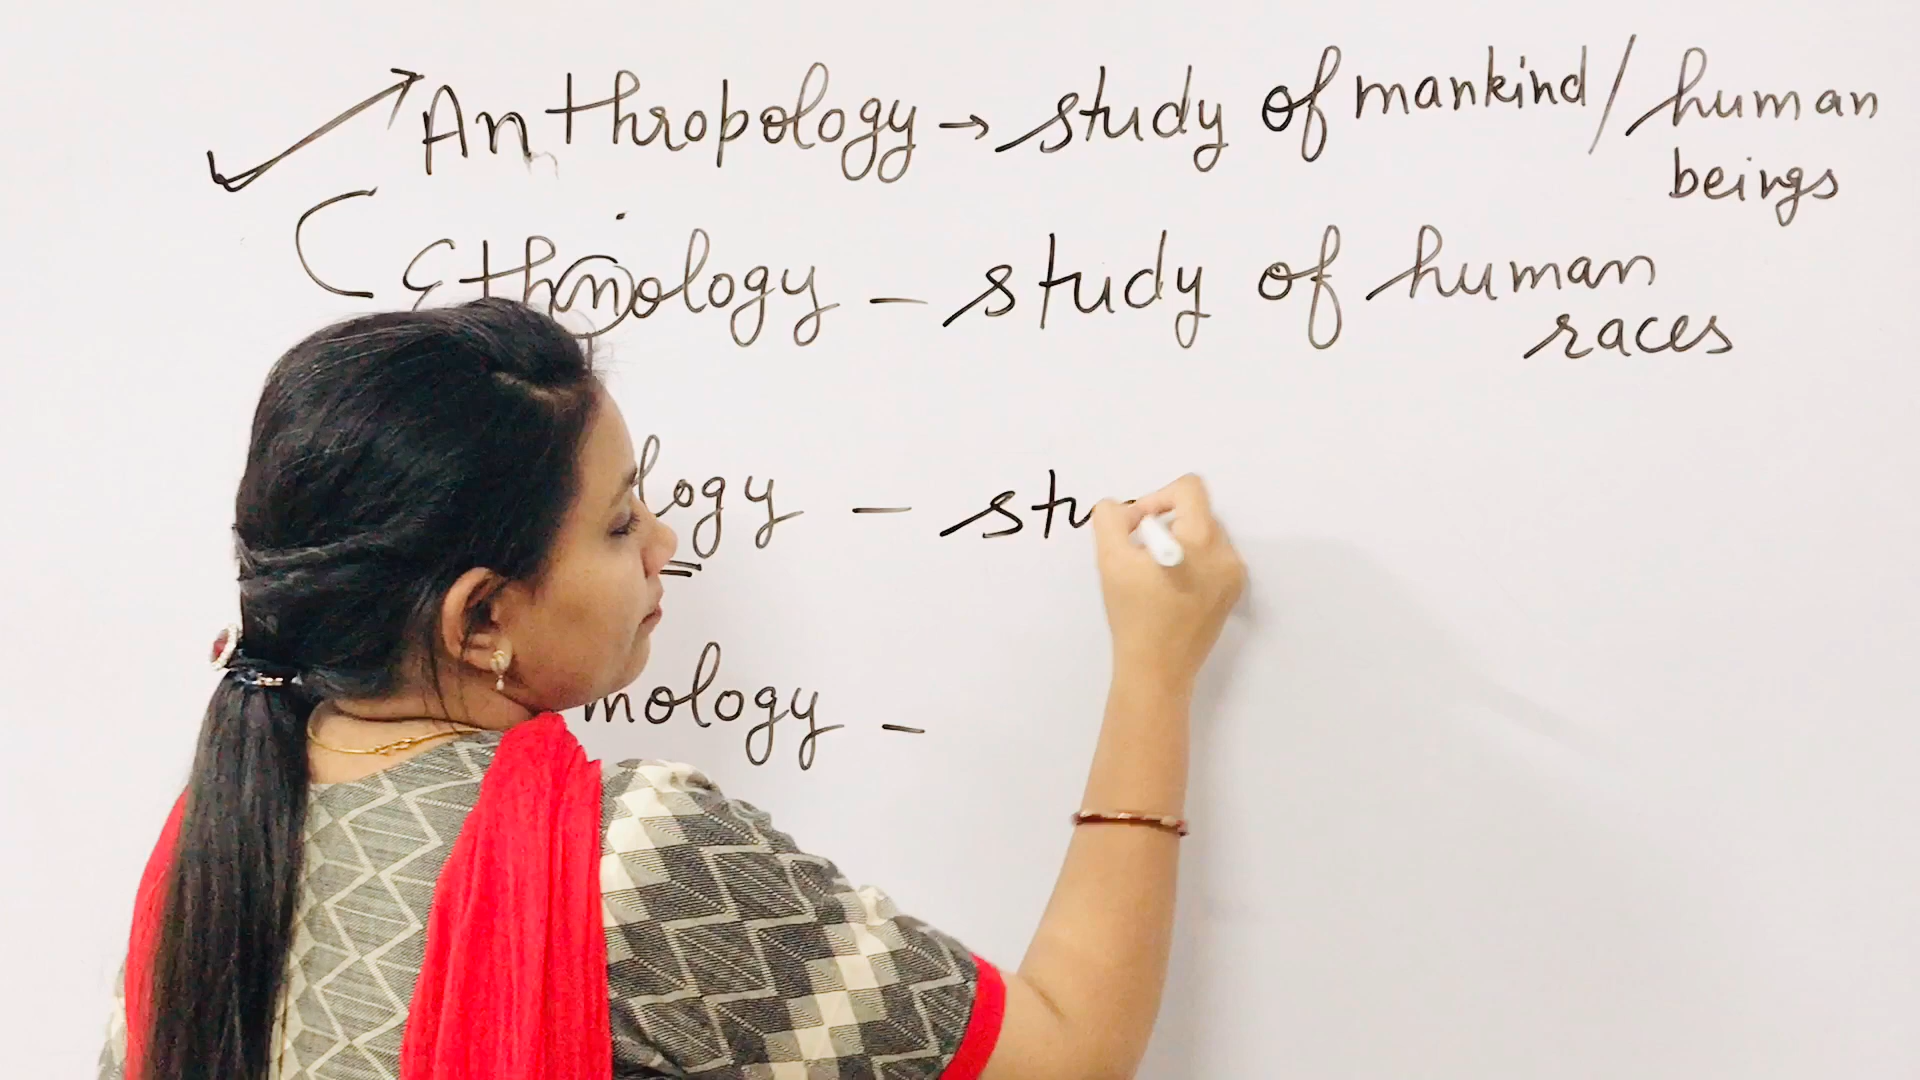 Anthropology → study of mankind / human
beings
Ethnology – study of human
races
logy – stu
mology –